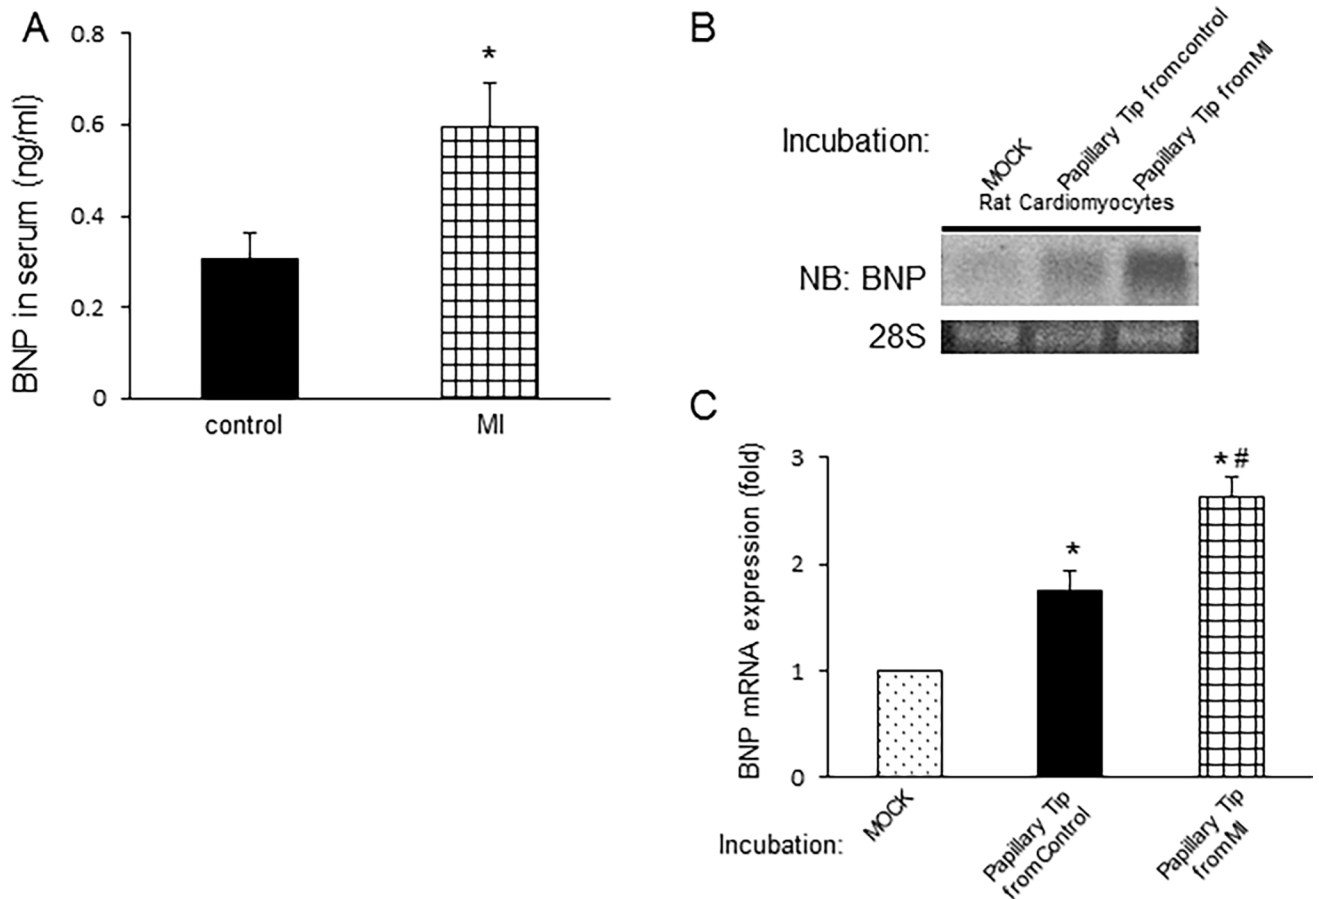 A
BNP in serum (ng/ml)
0.8
0.6
0.4
0.2
0
*
control
MI
B
Incubation:
MOCK
Papillary Tip fromcontrol
Papillary Tip fromMI
Rat Cardiomyocytes
NB: BNP
28S
C
BNP mRNA expression (fold)
3
2
1
0
*
*#
Incubation:
MOCK
Papillary Tip
fromControl
Papillary Tip
fromMI